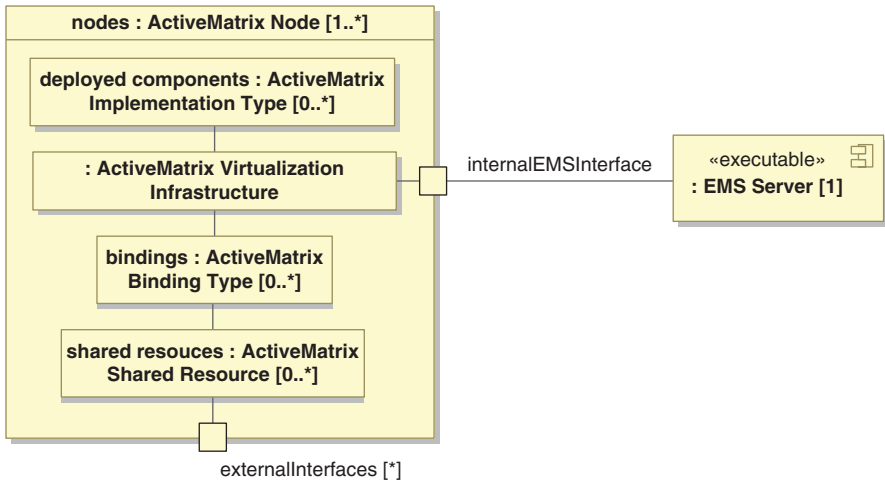 nodes : ActiveMatrix Node [1..*]
deployed components : ActiveMatrix
Implementation Type [0..*]
: ActiveMatrix Virtualization
Infrastructure
internalEMSInterface
«executable»
: EMS Server [1]
bindings : ActiveMatrix
Binding Type [0..*]
shared resouces : ActiveMatrix
Shared Resource [0..*]
externalInterfaces [*]